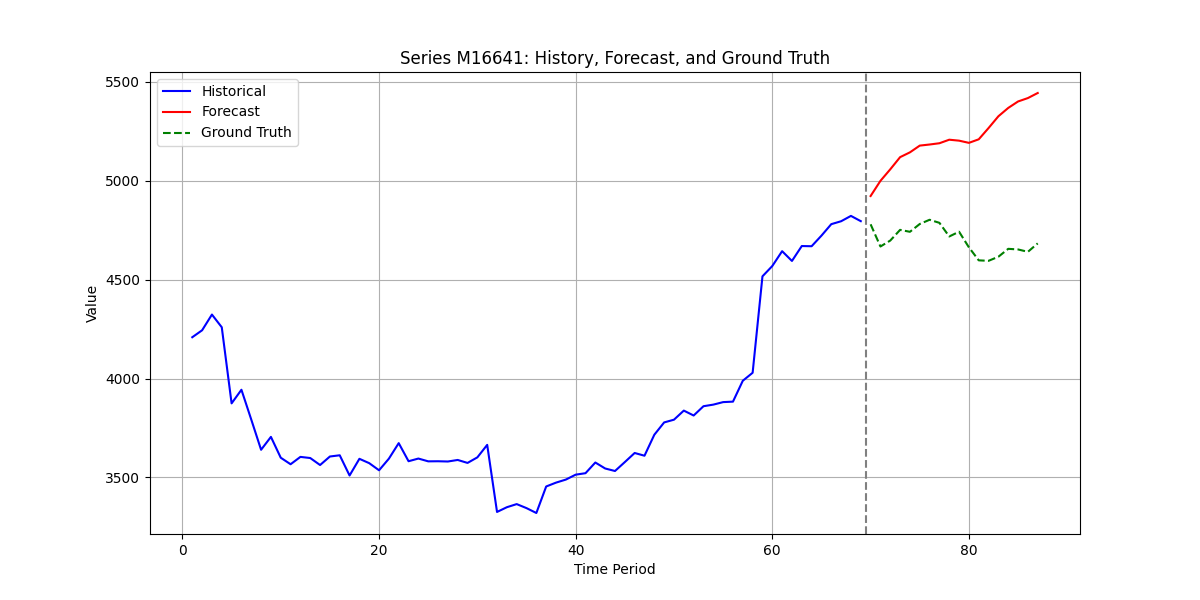 Series M16641: History, Forecast, and Ground Truth
Historical
Forecast
Ground Truth
5500
5000
4500
4000
3500
Value
0 20 40 60 80
Time Period